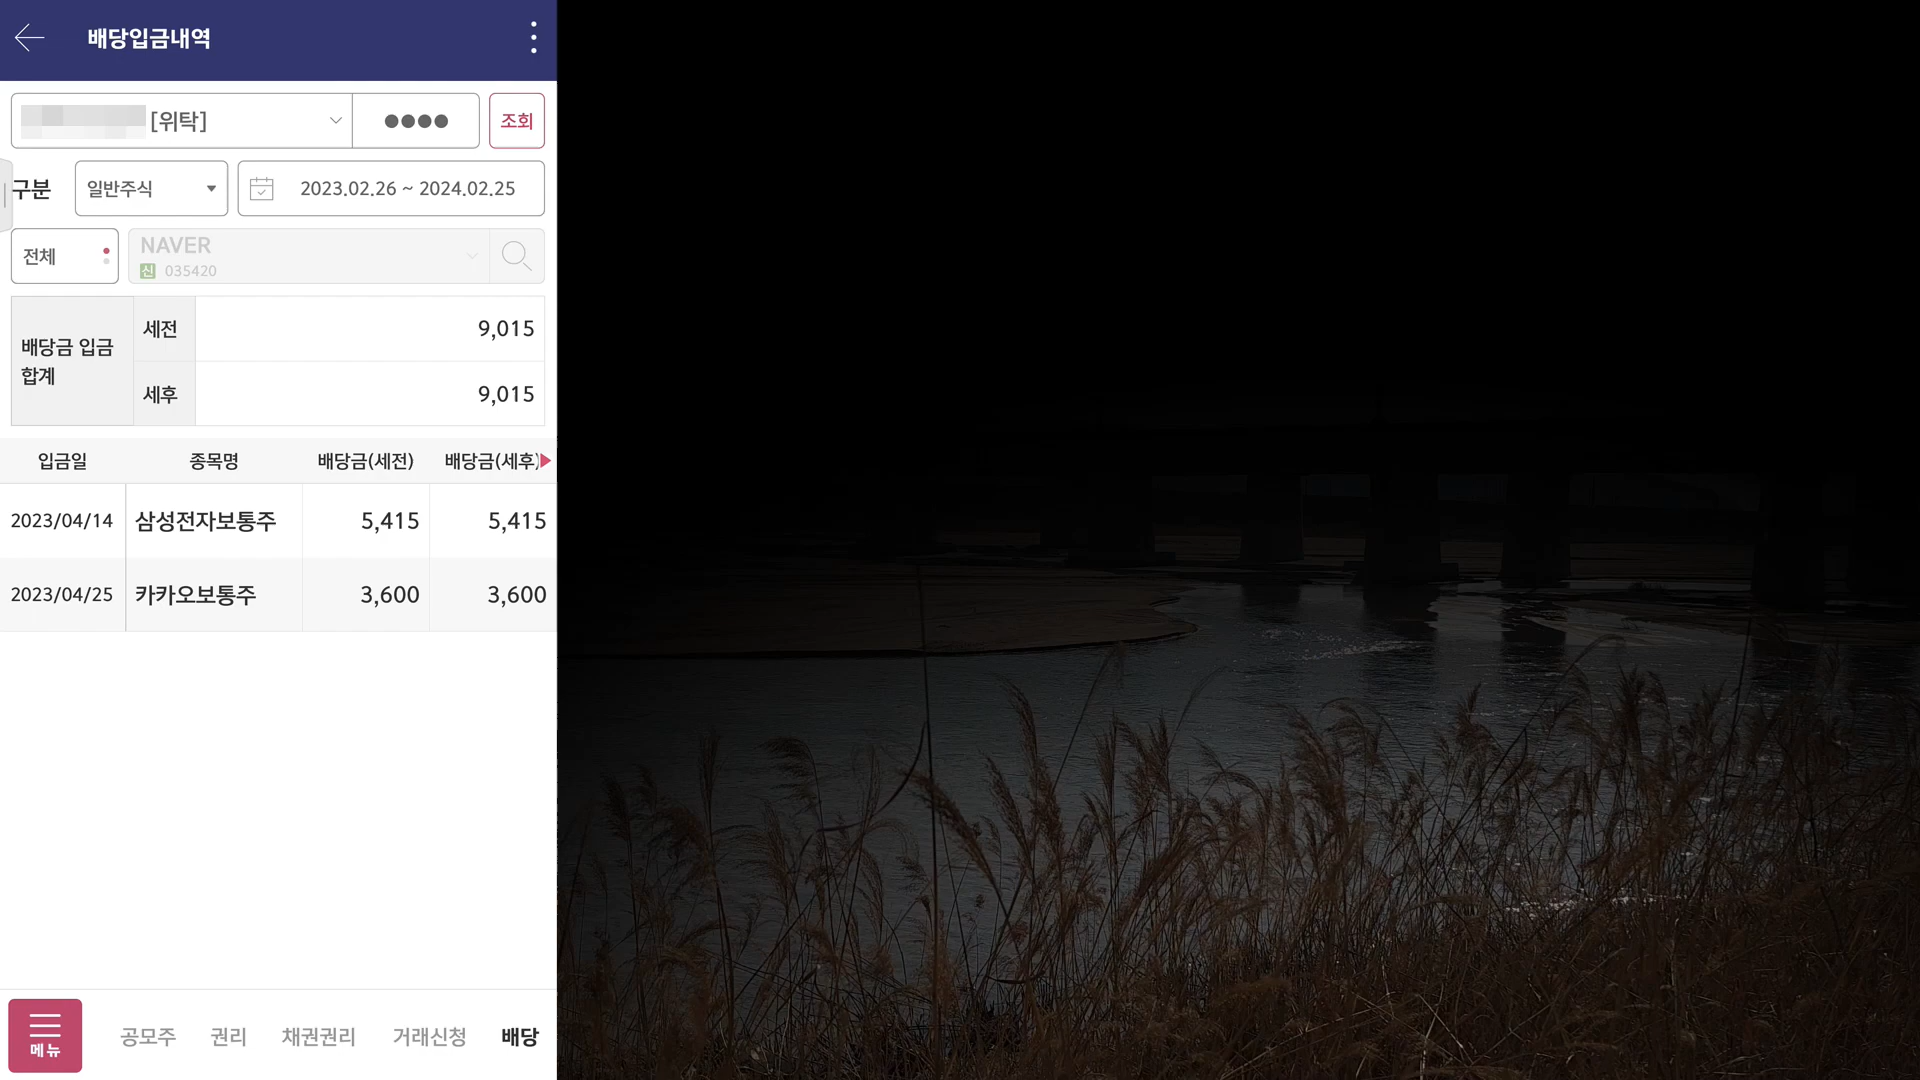 배당입금내역
[위탁] ●●●● 조회
구분 일반주식 2023.02.26 ~ 2024.02.25
전체 NAVER
신 035420
배당금 입금 합계
세전 9,015
세후 9,015
입금일 종목명 배당금(세전) 배당금(세후)
2023/04/14 삼성전자보통주 5,415 5,415
2023/04/25 카카오보통주 3,600 3,600
메뉴 공모주 권리 채권권리 거래신청 배당